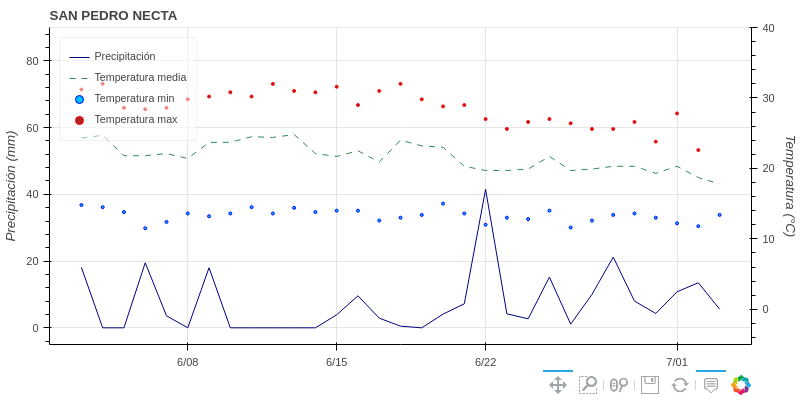 SAN PEDRO NECTA
Precipitación
Temperatura media
Temperatura min
Temperatura max
Precipitación (mm)
80
60
40
20
0
Temperatura (°C)
40
30
20
10
0
6/08
6/15
6/22
7/01